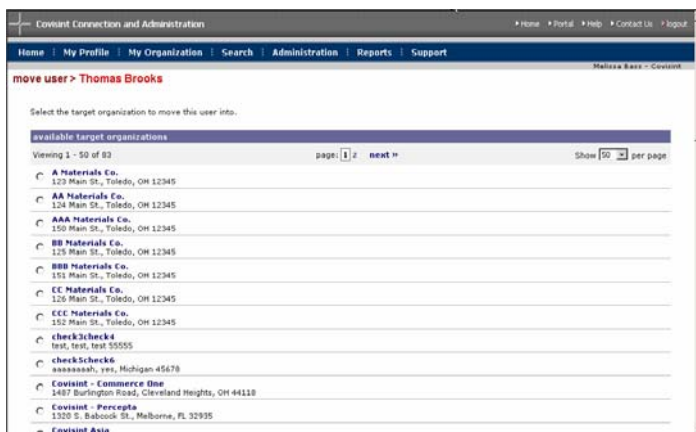 Covisint Connection and Administration
Home Portal Help Contact Us logout
Home My Profile My Organization Search Administration Reports Support
Melissa Bass - Covisint
move user > Thomas Brooks
Select the target organization to move this user into.
available target organizations
Viewing 1 - 50 of 83 page: 1 2 next » Show 50 per page
A Materials Co.
123 Main St., Toledo, OH 12345
AA Materials Co.
124 Main St., Toledo, OH 12345
AAA Materials Co.
150 Main St., Toledo, OH 12345
BB Materials Co.
125 Main St., Toledo, OH 12345
BBB Materials Co.
151 Main St., Toledo, OH 12345
CC Materials Co.
126 Main St., Toledo, OH 12345
CCC Materials Co.
152 Main St., Toledo, OH 12345
check3check4
test, test, test 55555
check5check6
aaaaaaah, yes, Michigan 45678
Covisint - Commerce One
1487 Burlington Road, Cleveland Heights, OH 44118
Covisint - Percepta
1320 S. Babcock St., Melborne, FL 32935
Covisint Asia